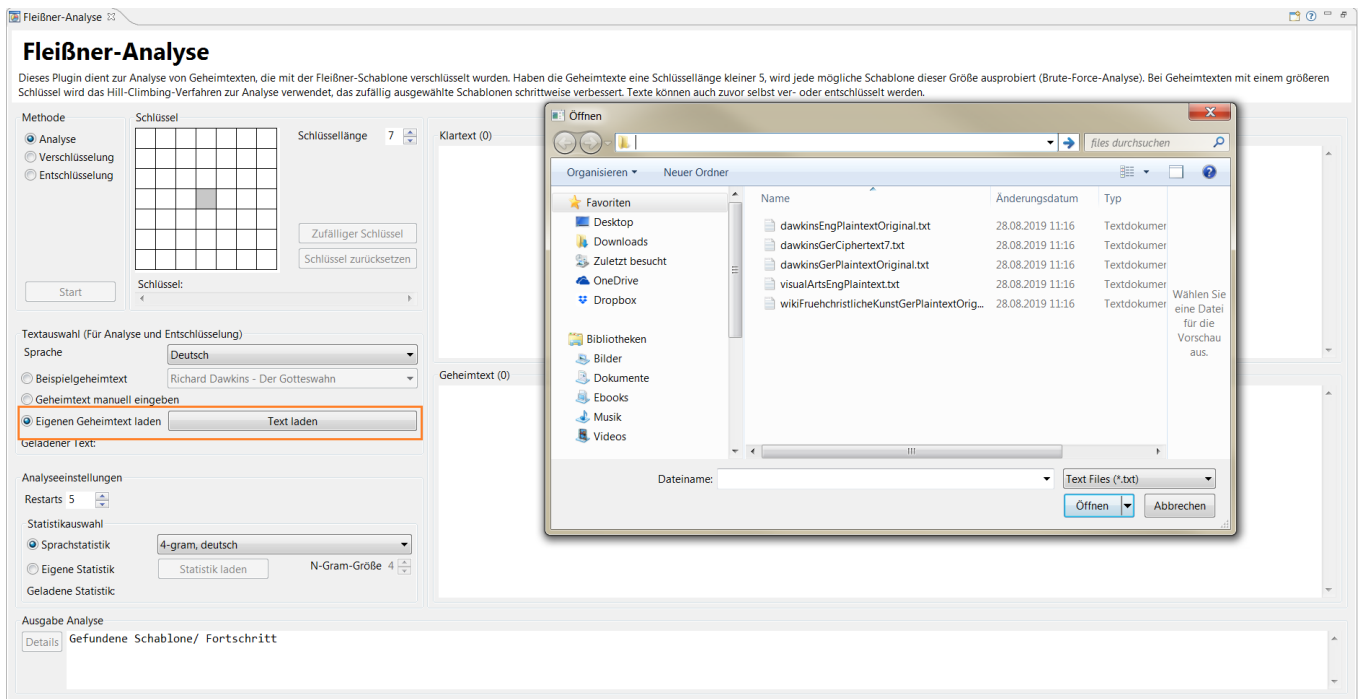 Fleißner-Analyse
Fleißner-Analyse
Dieses Plugin dient zur Analyse von Geheimtexten, die mit der Fleißner-Schablone verschlüsselt wurden. Haben die Geheimtexte eine Schlüssellänge kleiner 5, wird jede mögliche Schablone dieser Größe ausprobiert (Brute-Force-Analyse). Bei Geheimtexten mit einem größeren
Schlüssel wird das Hill-Climbing-Verfahren zur Analyse verwendet, das zufällig ausgewählte Schablonen schrittweise verbessert. Texte können auch zuvor selbst ver- oder entschlüsselt werden.
Methode
Analyse
Verschlüsselung
Entschlüsselung
Start
Schlüssel
Schlüssellänge 7
Zufälliger Schlüssel
Schlüssel zurücksetzen
Schlüssel:
Textauswahl (Für Analyse und Entschlüsselung)
Sprache Deutsch
Beispielgeheimtext Richard Dawkins - Der Gotteswahn
Geheimtext manuell eingeben
Eigenen Geheimtext laden Text laden
Geladener Text:
Analyseeinstellungen
Restarts 5
Statistikauswahl
Sprachstatistik 4-gram, deutsch
Eigene Statistik Statistik laden N-Gram-Größe 4
Geladene Statistik:
Klartext (0)
Geheimtext (0)
Öffnen
files durchsuchen
Organisieren Neuer Ordner
Favoriten
Desktop
Downloads
Zuletzt besucht
OneDrive
Dropbox
Bibliotheken
Bilder
Dokumente
Ebooks
Musik
Videos
Name Änderungsdatum Typ
dawkinsEngPlaintextOriginal.txt 28.08.2019 11:16 Textdokumer
dawkinsGerCiphertext7.txt 28.08.2019 11:16 Textdokumer
dawkinsGerPlaintextOriginal.txt 28.08.2019 11:16 Textdokumer
visualArtsEngPlaintext.txt 28.08.2019 11:16 Textdokumer
wikiFruehchristlicheKunstGerPlaintextOrig... 28.08.2019 11:16 Textdokumer
Wählen Sie
eine Datei
für die
Vorschau
aus.
Dateiname: Text Files (*.txt)
Öffnen Abbrechen
Ausgabe Analyse
Details Gefundene Schablone/ Fortschritt